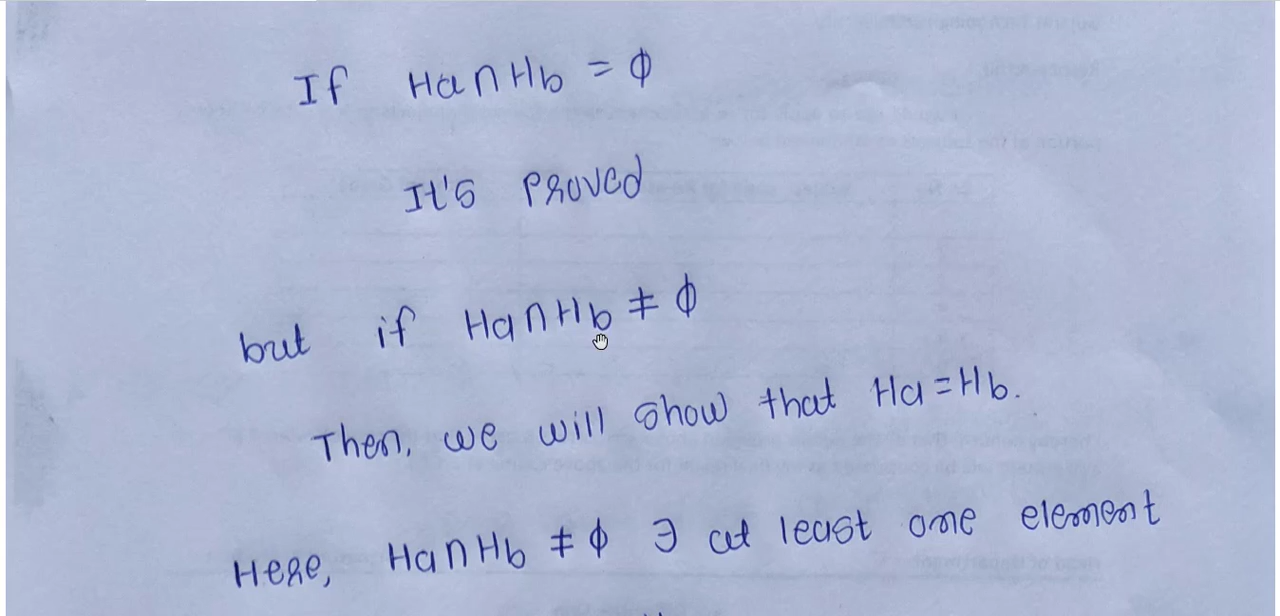 If Ha∩Hb = ϕ
It's proved
but if Ha∩Hb ≠ ϕ
Then, we will show that Ha=Hb.
Here, Ha∩Hb ≠ ϕ ∃ at least one element